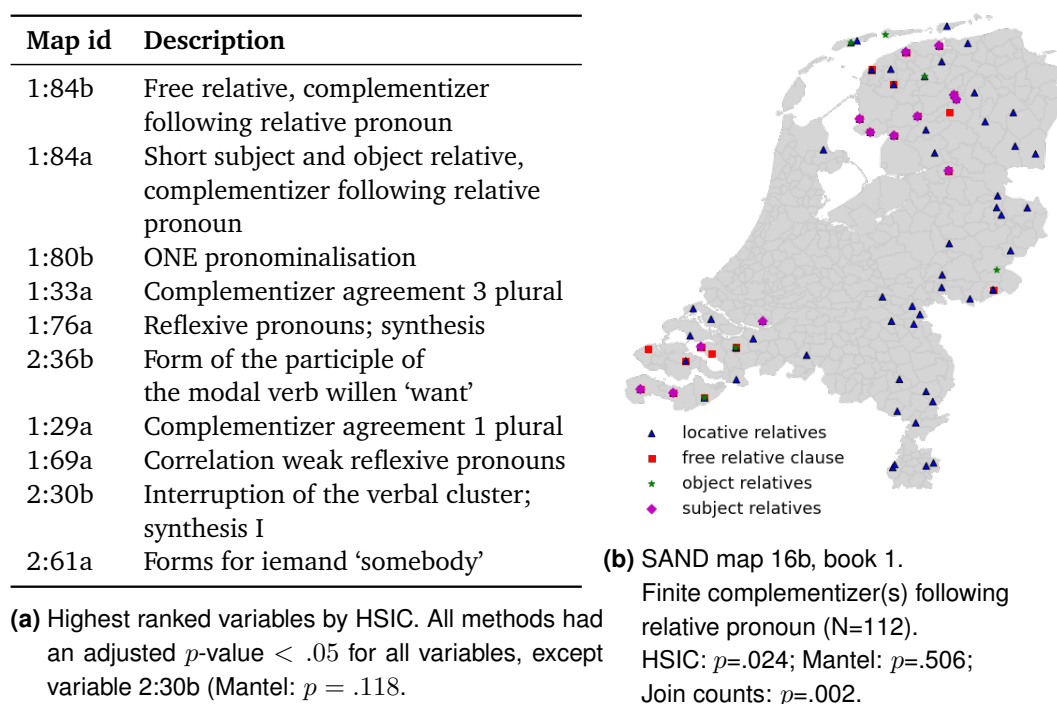 Map id Description
1:84b Free relative, complementizer
following relative pronoun
1:84a Short subject and object relative,
complementizer following relative
pronoun
1:80b ONE pronominalisation
1:33a Complementizer agreement 3 plural
1:76a Reflexive pronouns; synthesis
2:36b Form of the participle of
the modal verb willen ‘want’
1:29a Complementizer agreement 1 plural
1:69a Correlation weak reflexive pronouns
2:30b Interruption of the verbal cluster;
synthesis I
2:61a Forms for iemand ‘somebody’
(a) Highest ranked variables by HSIC. All methods had
an adjusted p-value < .05 for all variables, except
variable 2:30b (Mantel: p = .118.
locative relatives
free relative clause
object relatives
subject relatives
(b) SAND map 16b, book 1.
Finite complementizer(s) following
relative pronoun (N=112).
HSIC: p=.024; Mantel: p=.506;
Join counts: p=.002.